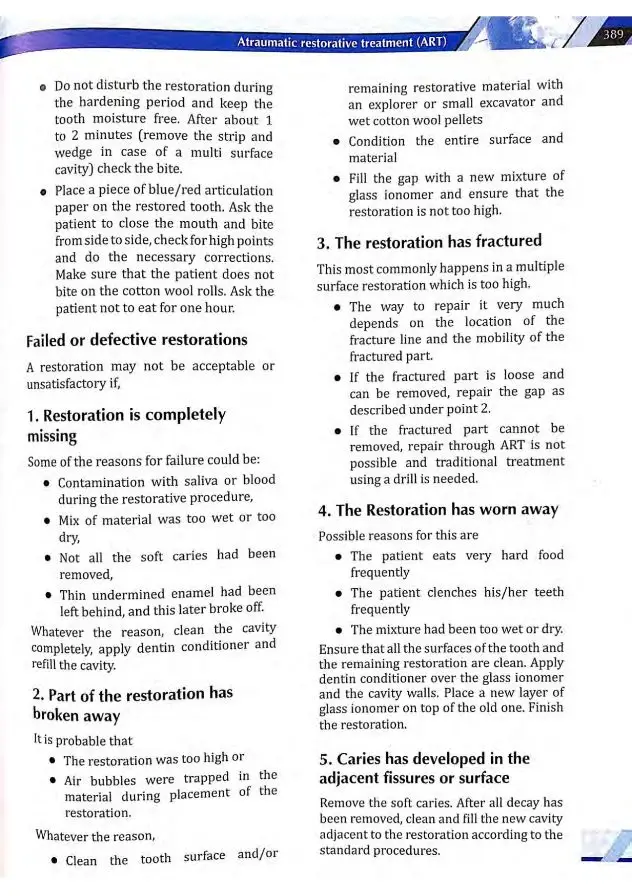 Atraumatic restorative treatment (ART)
389
Do not disturb the restoration during
the hardening period and keep the
tooth moisture free. After about 1
to 2 minutes (remove the strip and
wedge in case of a multi surface
cavity) check the bite.
Place a piece of blue/red articulation
paper on the restored tooth. Ask the
patient to close the mouth and bite
from side to side, check for high points
and do the necessary corrections.
Make sure that the patient does not
bite on the cotton wool rolls. Ask the
patient not to eat for one hour.
Failed or defective restorations
A restoration may not be acceptable or
unsatisfactory if,
1. Restoration is completely
missing
Some of the reasons for failure could be:
• Contamination with saliva or blood
during the restorative procedure,
• Mix of material was too wet or too
dry,
• Not all the soft caries had been
removed,
• Thin undermined enamel had been
left behind, and this later broke off.
Whatever the reason, clean the cavity
completely, apply dentin conditioner and
refill the cavity.
2. Part of the restoration has
broken away
It is probable that
• The restoration was too high or
• Air bubbles were trapped in the
material during placement of the
restoration.
Whatever the reason,
• Clean the tooth surface and/or
remaining restorative material with
an explorer or small excavator and
wet cotton wool pellets
• Condition the entire surface and
material
• Fill the gap with a new mixture of
glass ionomer and ensure that the
restoration is not too high.
3. The restoration has fractured
This most commonly happens in a multiple
surface restoration which is too high.
• The way to repair it very much
depends on the location of the
fracture line and the mobility of the
fractured part.
• If the fractured part is loose and
can be removed, repair the gap as
described under point 2.
• If the fractured part cannot be
removed, repair through ART is not
possible and traditional treatment
using a drill is needed.
4. The Restoration has worn away
Possible reasons for this are
• The patient eats very hard food
frequently
• The patient clenches his/her teeth
frequently
• The mixture had been too wet or dry.
Ensure that all the surfaces of the tooth and
the remaining restoration are clean. Apply
dentin conditioner over the glass ionomer
and the cavity walls. Place a new layer of
glass ionomer on top of the old one. Finish
the restoration.
5. Caries has developed in the
adjacent fissures or surface
Remove the soft caries. After all decay has
been removed, clean and fill the new cavity
adjacent to the restoration according to the
standard procedures.